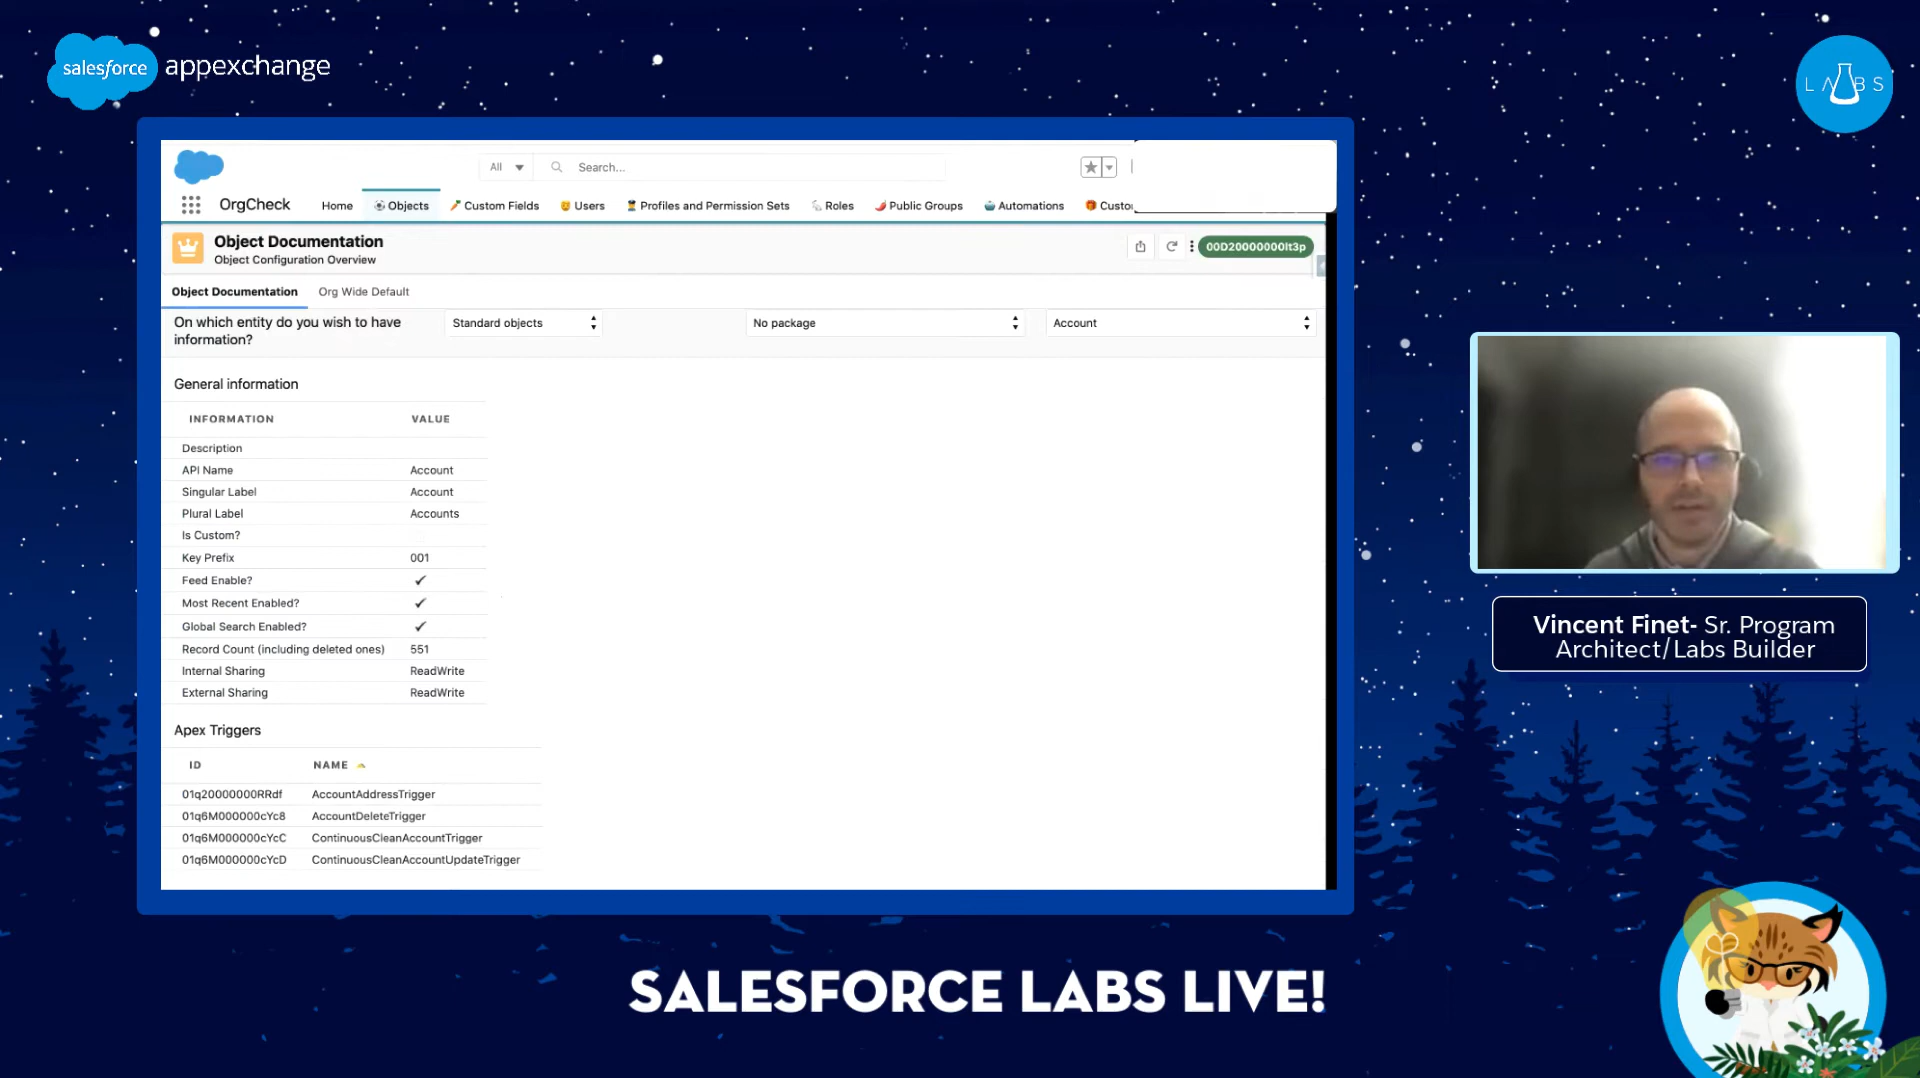 salesforce appexchange
LABS
All
Search...
OrgCheck
Home
Objects
Custom Fields
Users
Profiles and Permission Sets
Roles
Public Groups
Automations
Object Documentation
Object Configuration Overview
00D20000000It3p
Object Documentation
Org Wide Default
On which entity do you wish to have
information?
Standard objects
No package
Account
General information
INFORMATION VALUE
Description
API Name Account
Singular Label Account
Plural Label Accounts
Is Custom?
Key Prefix 001
Feed Enable? ✓
Most Recent Enabled? ✓
Global Search Enabled? ✓
Record Count (including deleted ones) 551
Internal Sharing ReadWrite
External Sharing ReadWrite
Apex Triggers
ID NAME
01q20000000RRdf AccountAddressTrigger
01q6M000000cYc8 AccountDeleteTrigger
01q6M000000cYcC ContinuousCleanAccountTrigger
01q6M000000cYcD ContinuousCleanAccountUpdateTrigger
Vincent Finet- Sr. Program
Architect/Labs Builder
SALESFORCE LABS LIVE!